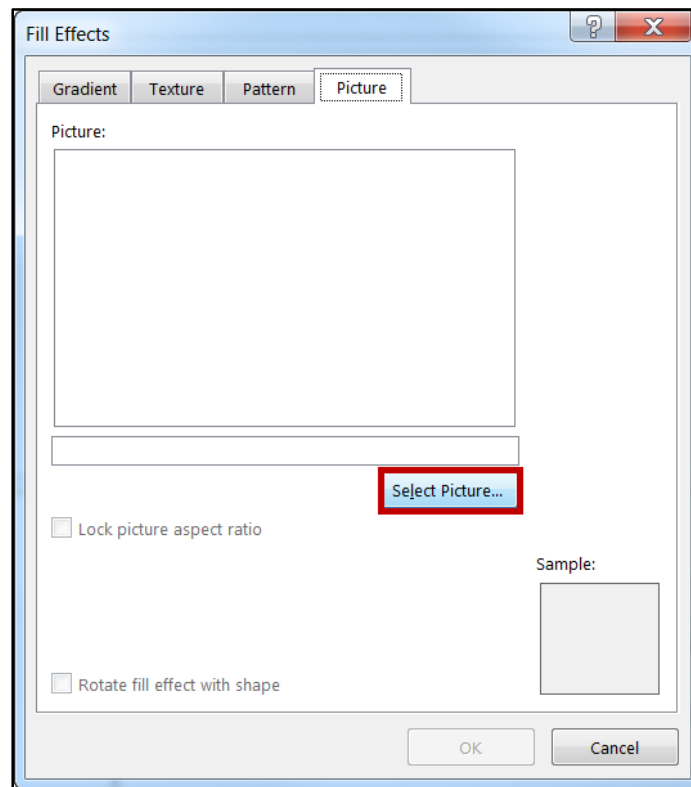 Fill Effects
Gradient Texture Pattern Picture
Picture:
Select Picture...
Lock picture aspect ratio
Sample:
Rotate fill effect with shape
OK Cancel